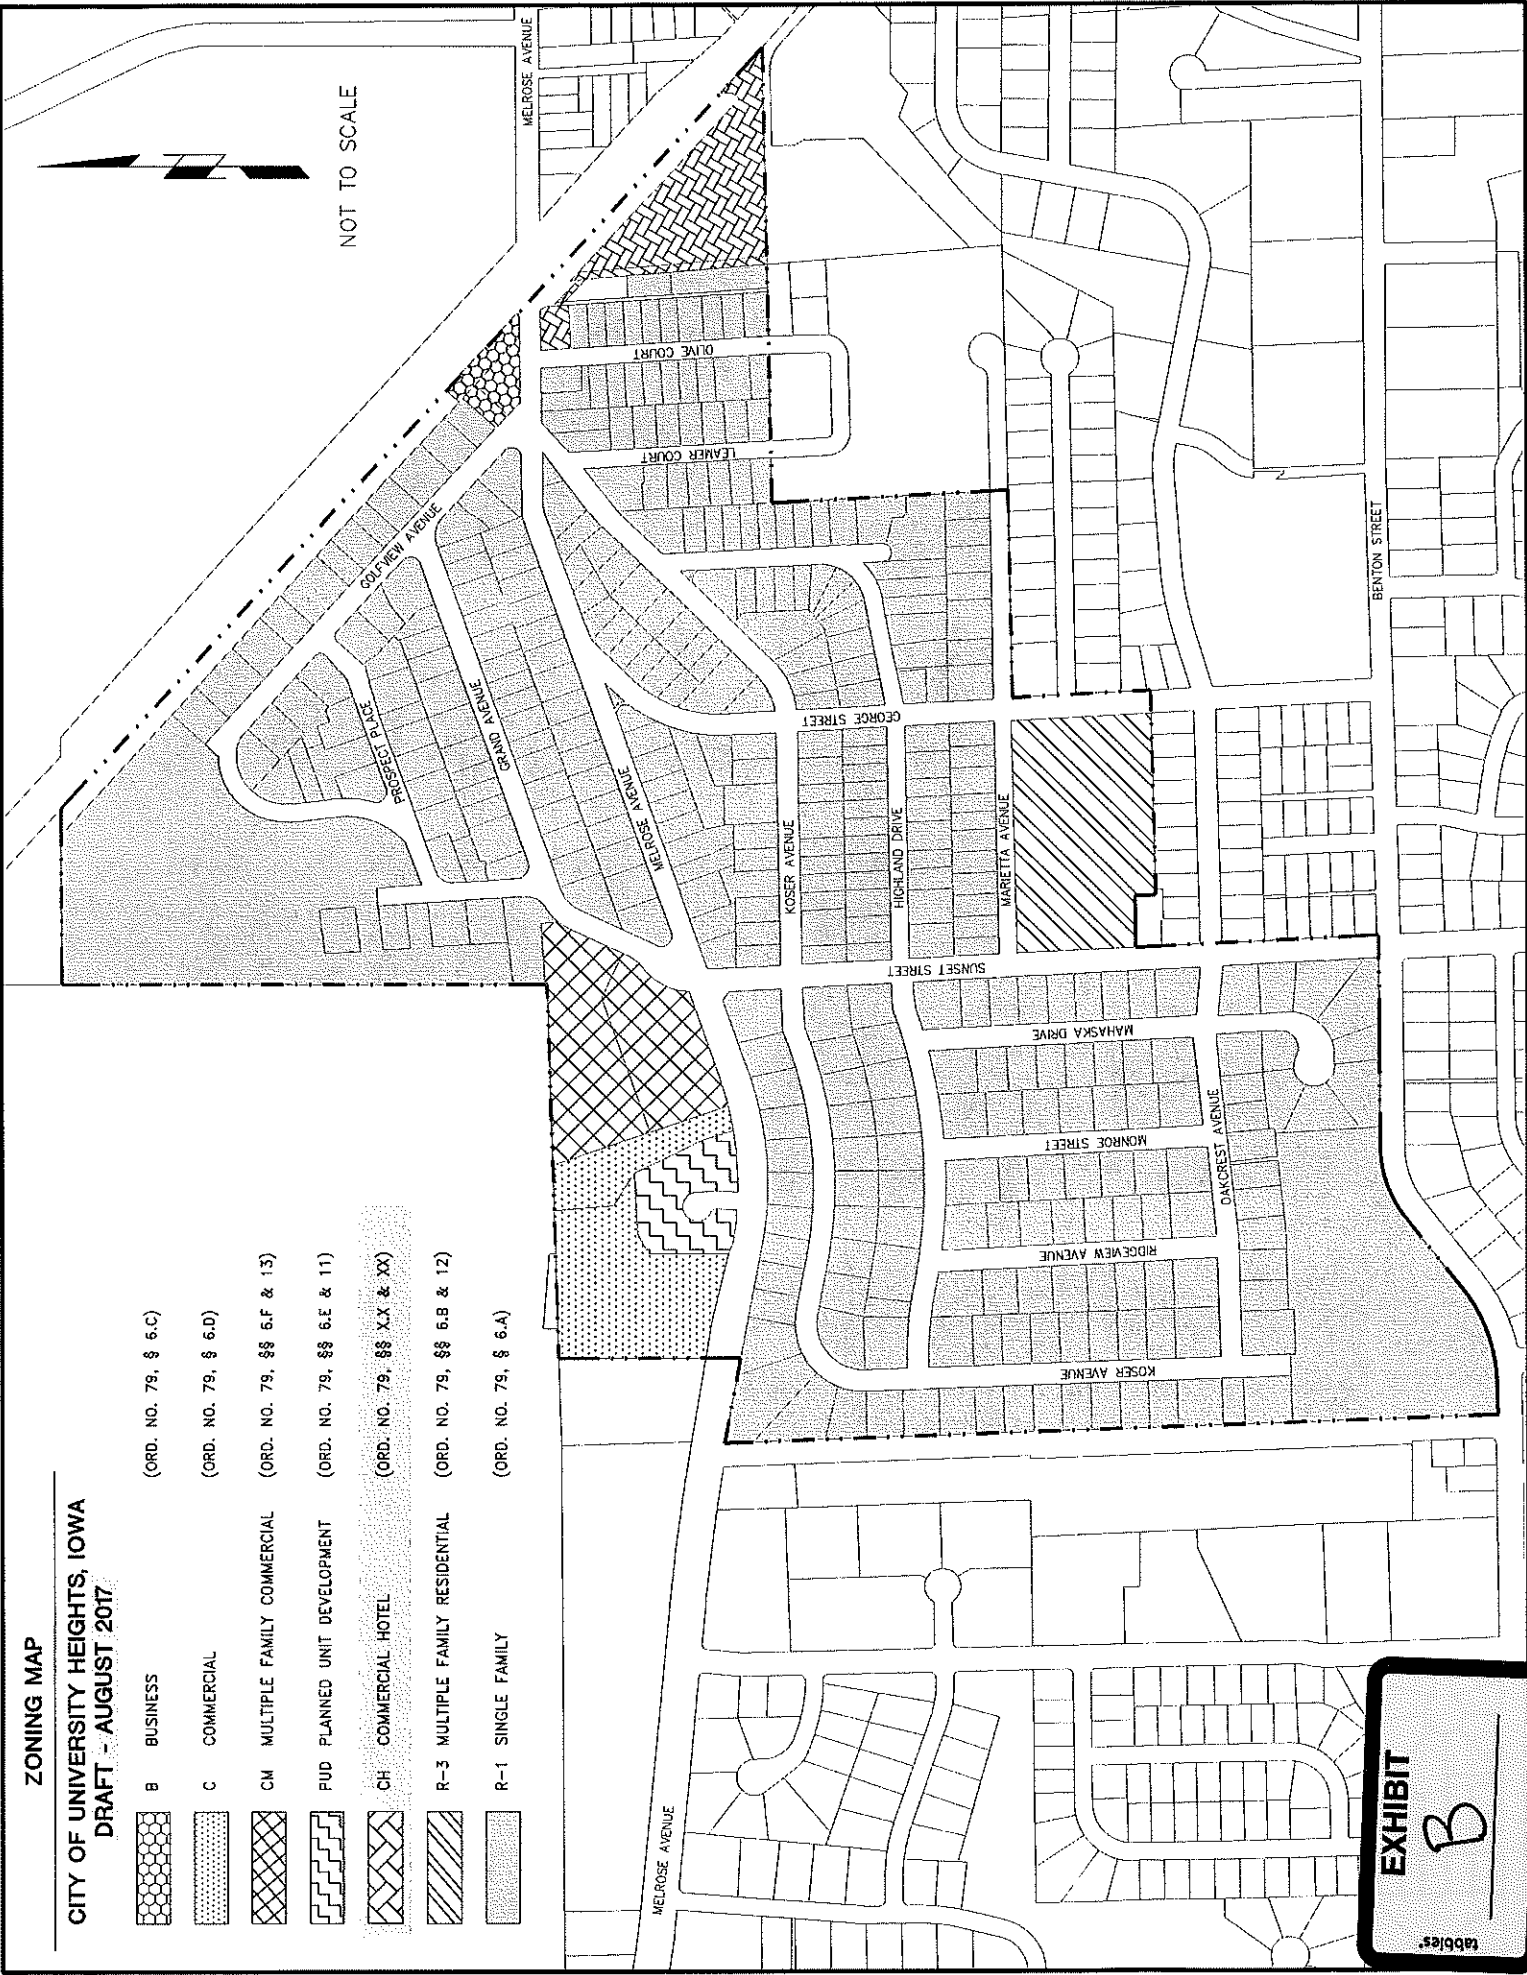 ZONING MAP
CITY OF UNIVERSITY HEIGHTS, IOWA
DRAFT - AUGUST 2017
B BUSINESS (ORD. NO. 79, § 6.C)
C COMMERCIAL (ORD. NO. 79, § 6.D)
CM MULTIPLE FAMILY COMMERCIAL (ORD. NO. 79, §§ 6.F & 13)
PUD PLANNED UNIT DEVELOPMENT (ORD. NO. 79, §§ 6.E & 11)
CH COMMERCIAL HOTEL (ORD. NO. 79, §§ X.X & XX)
R-3 MULTIPLE FAMILY RESIDENTIAL (ORD. NO. 79, §§ 6.B & 12)
R-1 SINGLE FAMILY (ORD. NO. 79, § 6.A)
NOT TO SCALE
MELROSE AVENUE
GOLFVIEW AVENUE
PROSPECT PLACE
GRAND AVENUE
MELROSE AVENUE
OLIVE COURT
LEAMER COURT
GEORGE STREET
KOSER AVENUE
HIGHLAND DRIVE
MARIETTA AVENUE
SUNSET STREET
MAHASKA DRIVE
MONROE STREET
OAKCREST AVENUE
RIDGEVIEW AVENUE
KOSER AVENUE
BENTON STREET
MELROSE AVENUE
EXHIBIT
B
tabbies'